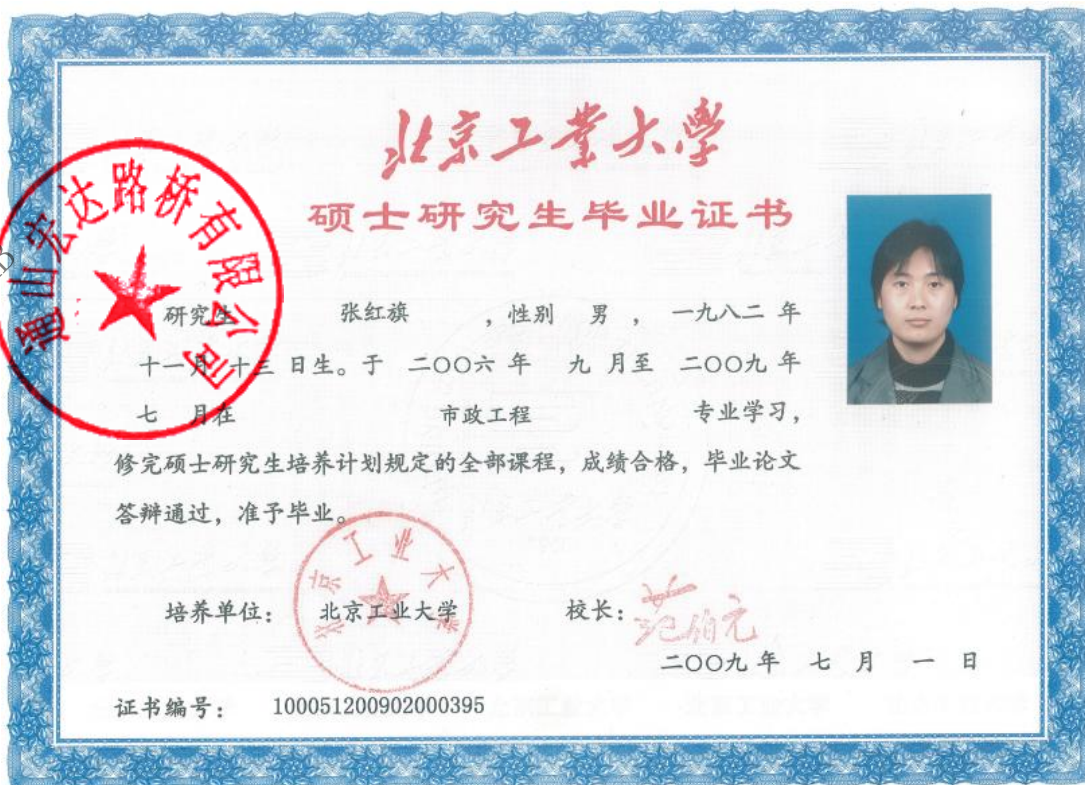 北京工业大学
硕士研究生毕业证书
通山宏达路桥有限公司
研究生 张红旗 ，性别 男 ， 一九八二 年
十一月 十三 日生。于 二〇〇六 年 九 月至 二〇〇九 年
七 月在 市政工程 专业学习，
修完硕士研究生培养计划规定的全部课程，成绩合格，毕业论文
答辩通过，准予毕业。
北京工业大学
培养单位： 北京工业大学 校长： 范伯元
二〇〇九 年 七 月 一 日
证书编号： 100051200902000395